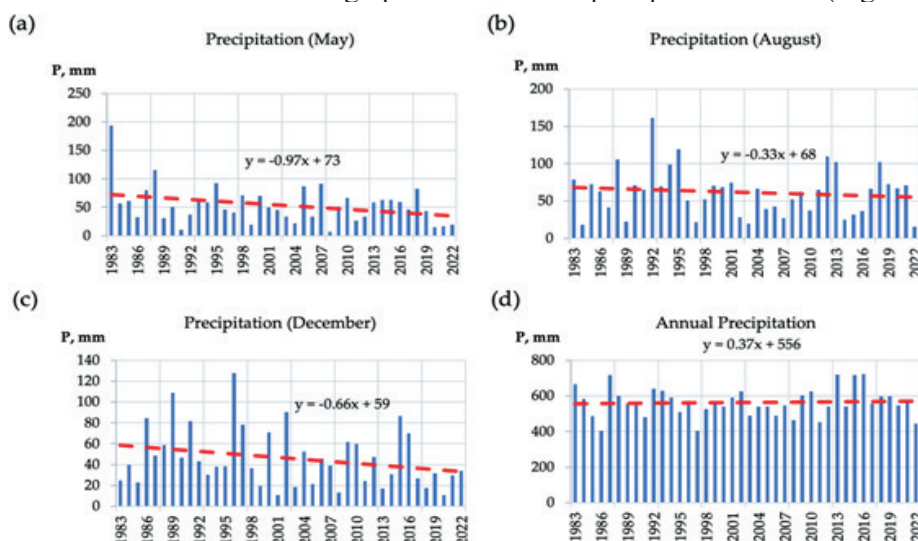 (a)
Precipitation (May)
P, mm
250
200
150
100
50
0
y = -0.97x + 73
1983 1986 1989 1992 1995 1998 2001 2004 2007 2010 2013 2016 2019 2022
(b)
Precipitation (August)
P, mm
200
150
100
50
0
y = -0.33x + 68
1983 1986 1989 1992 1995 1998 2001 2004 2007 2010 2013 2016 2019 2022
(c)
Precipitation (December)
P, mm
140
120
100
80
60
40
20
0
y = -0.66x + 59
1983 1986 1989 1992 1995 1998 2001 2004 2007 2010 2013 2016 2019 2022
(d)
Annual Precipitation
y = 0.37x + 556
P, mm
800
600
400
200
0
1983 1986 1989 1992 1995 1998 2001 2004 2007 2010 2013 2016 2019 2022